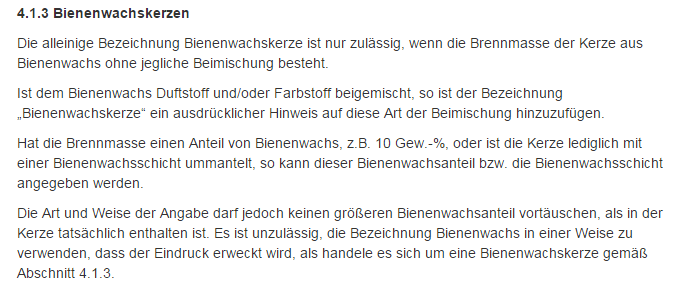 4.1.3 Bienenwachskerzen
Die alleinige Bezeichnung Bienenwachskerze ist nur zulässig, wenn die Brennmasse der Kerze aus
Bienenwachs ohne jegliche Beimischung besteht.
Ist dem Bienenwachs Duftstoff und/oder Farbstoff beigemischt, so ist der Bezeichnung
„Bienenwachskerze“ ein ausdrücklicher Hinweis auf diese Art der Beimischung hinzuzufügen.
Hat die Brennmasse einen Anteil von Bienenwachs, z.B. 10 Gew.-%, oder ist die Kerze lediglich mit
einer Bienenwachsschicht ummantelt, so kann dieser Bienenwachsanteil bzw. die Bienenwachsschicht
angegeben werden.
Die Art und Weise der Angabe darf jedoch keinen größeren Bienenwachsanteil vortäuschen, als in der
Kerze tatsächlich enthalten ist. Es ist unzulässig, die Bezeichnung Bienenwachs in einer Weise zu
verwenden, dass der Eindruck erweckt wird, als handele es sich um eine Bienenwachskerze gemäß
Abschnitt 4.1.3.